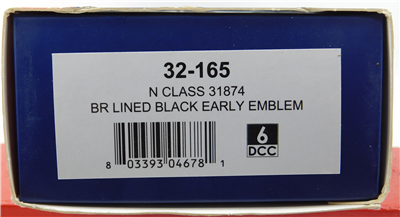 32-165
N CLASS 31874
BR LINED BLACK EARLY EMBLEM
6
DCC
8 03393 04678 1